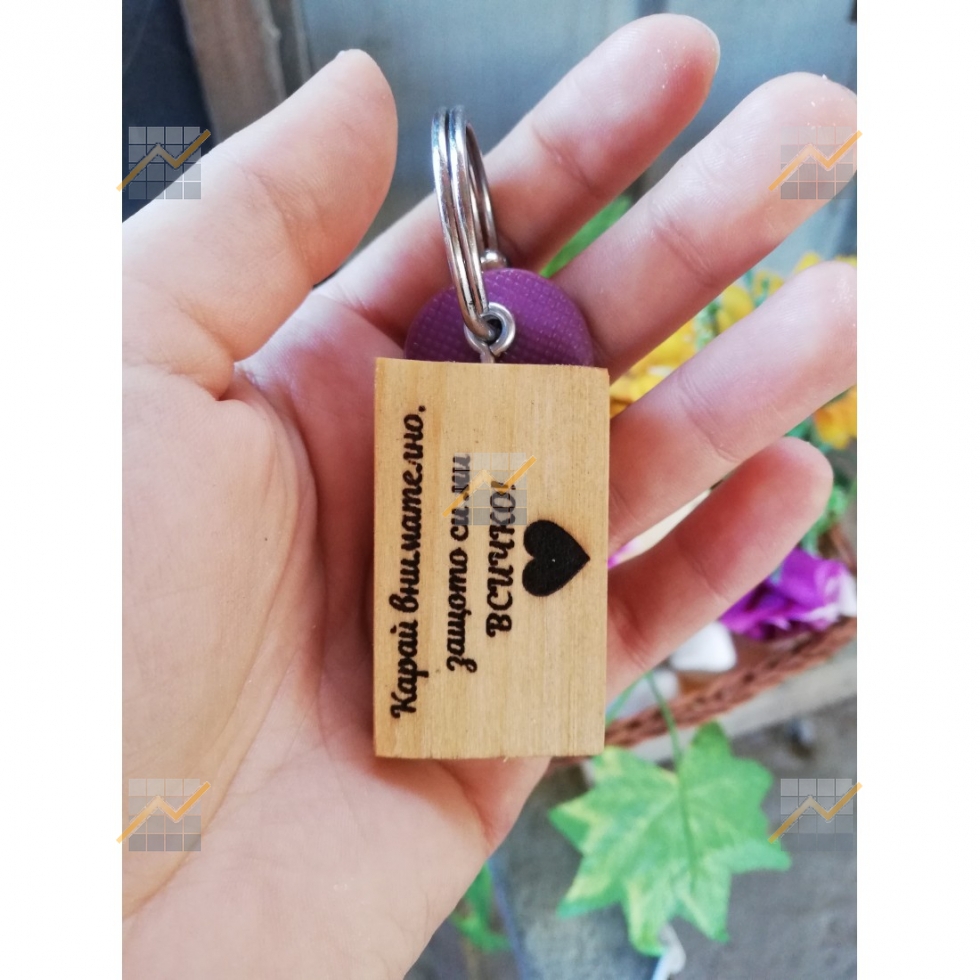 Карай внимателно,
защото си ми
ВСИЧКО!